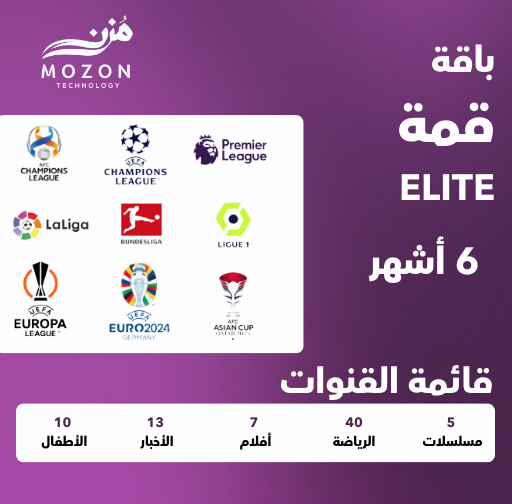 مُزن
MOZON
TECHNOLOGY
باقة
قمة
ELITE
6 أشهر
AFC
CHAMPIONS
LEAGUE
UEFA
CHAMPIONS
LEAGUE
Premier
League
LaLiga
BUNDESLIGA
LIGUE 1
UEFA
EUROPA
LEAGUE
UEFA
EURO2024
GERMANY
AFC
ASIAN CUP
قائمة القنوات
5
مسلسلات
40
الرياضة
7
أفلام
13
الأخبار
10
الأطفال